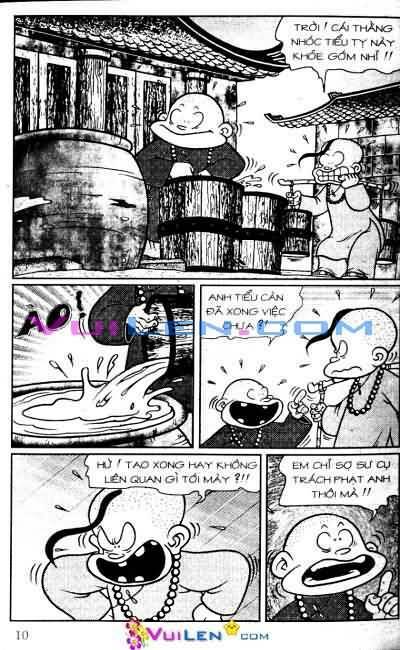 TRỜI! CÁI THẰNG
NHÓC TIỂU TỴ NÀY
KHỎE GỚM NHỈ!!
ÀO!
ANH TIỂU CẢN
ĐÃ XONG VIỆC
CHƯA?!
VuiLen.com
HỪ! TAO XONG HAY KHÔNG
LIÊN QUAN GÌ TỚI MÀY?!!
EM CHỈ SỢ SƯ CỤ
TRÁCH PHẠT ANH
THÔI MÀ!!
10
VuiLen.com